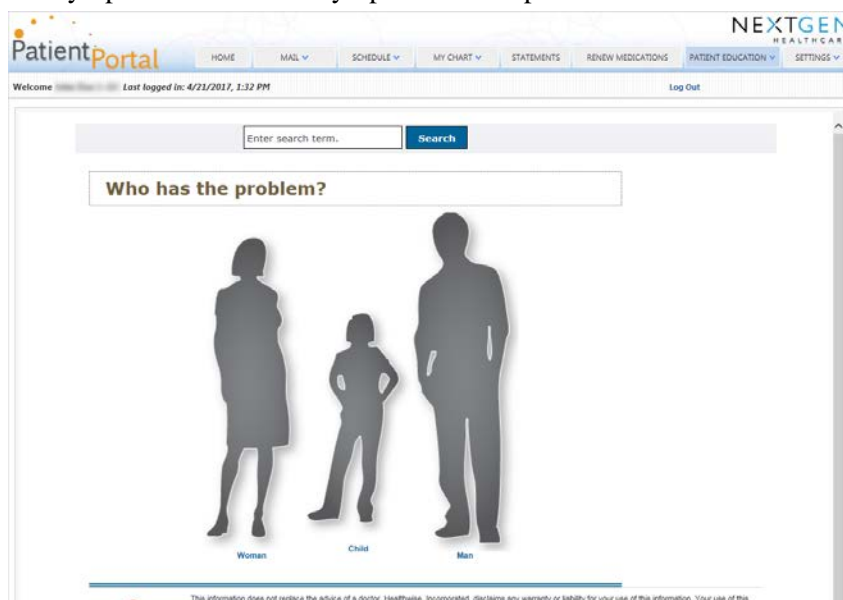 NEXTGEN
HEALTHCARE
PatientPortal
HOME MAIL SCHEDULE MY CHART STATEMENTS RENEW MEDICATIONS PATIENT EDUCATION SETTINGS
Welcome Last logged in: 4/21/2017, 1:32 PM Log Out
Enter search term. Search
Who has the problem?
Woman Child Man
This information does not replace the advice of a doctor. Healthwise, Incorporated, disclaims any warranty or liability for your use of this information. Your use of this